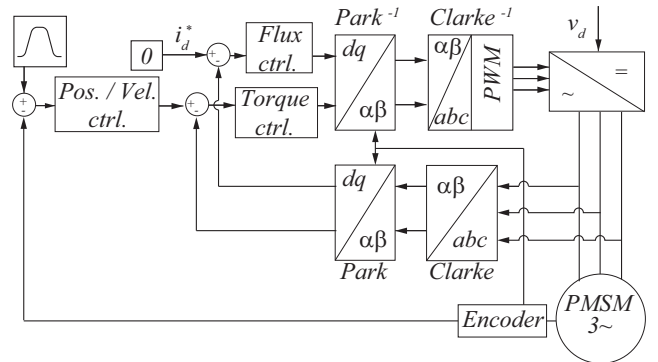 Park ⁻¹
Clarke ⁻¹
v_d
0
i_d^*
Flux
ctrl.
dq
αβ
αβ
abc
PWM
=
~
+
-
+
-
Pos. / Vel.
ctrl.
+
-
Torque
ctrl.
dq
αβ
αβ
abc
Park
Clarke
Encoder
PMSM
3~